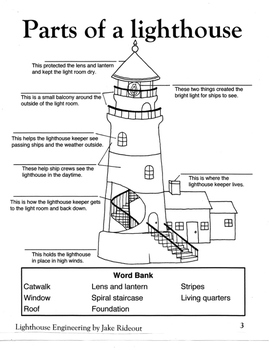 Parts of a lighthouse
This protected the lens and lantern
and kept the light room dry.
These two things created the
bright light for ships to see.
This is a small balcony around the
outside of the light room.
This helps the lighthouse keeper see
passing ships and the weather outside.
These help ship crews see the
lighthouse in the daytime.
This is where the
lighthouse keeper lives.
This is how the lighthouse keeper gets
to the light room and back down.
This holds the lighthouse
in place in high winds.
Word Bank
Catwalk Lens and lantern Stripes
Window Spiral staircase Living quarters
Roof Foundation
Lighthouse Engineering by Jake Rideout 3